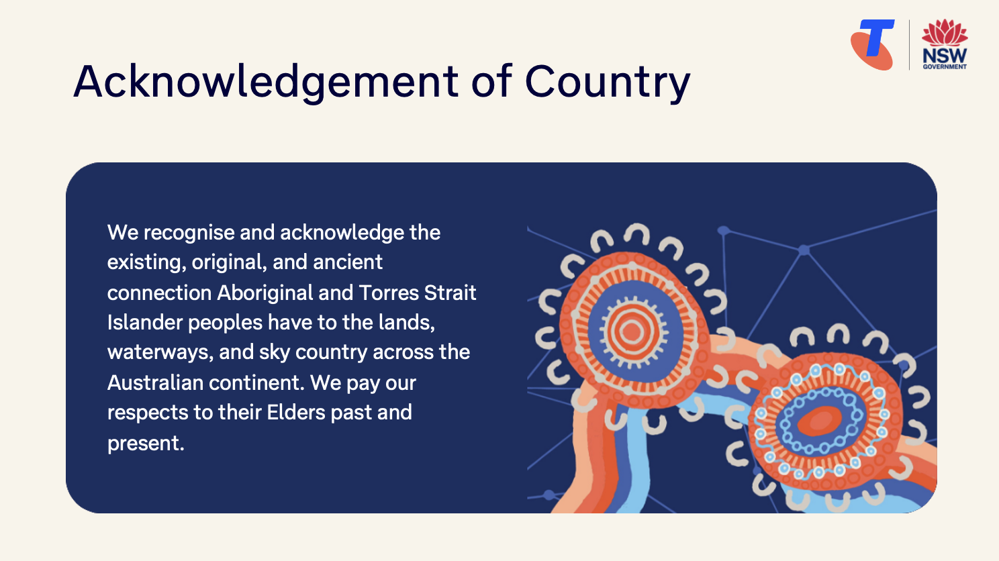 T
NSW
GOVERNMENT
Acknowledgement of Country
We recognise and acknowledge the
existing, original, and ancient
connection Aboriginal and Torres Strait
Islander peoples have to the lands,
waterways, and sky country across the
Australian continent. We pay our
respects to their Elders past and
present.